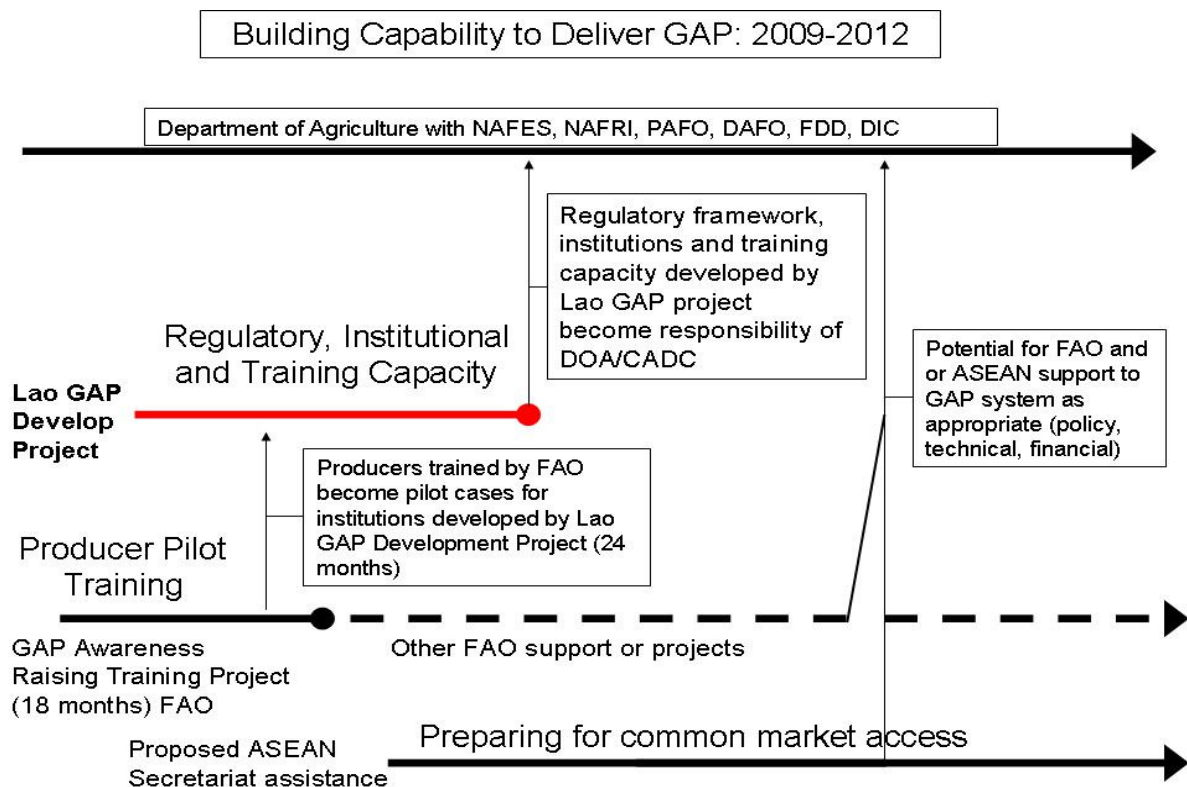 Building Capability to Deliver GAP: 2009-2012
Department of Agriculture with NAFES, NAFRI, PAFO, DAFO, FDD, DIC
Regulatory framework,
institutions and training
capacity developed by
Lao GAP project
become responsibility of
DOA/CADC
Regulatory, Institutional
and Training Capacity
Potential for FAO and
or ASEAN support to
GAP system as
appropriate (policy,
technical, financial)
Lao GAP
Develop
Project
Producers trained by FAO
become pilot cases for
institutions developed by Lao
GAP Development Project (24
months)
Producer Pilot
Training
GAP Awareness
Raising Training Project
(18 months) FAO
Other FAO support or projects
Proposed ASEAN
Secretariat assistance
Preparing for common market access